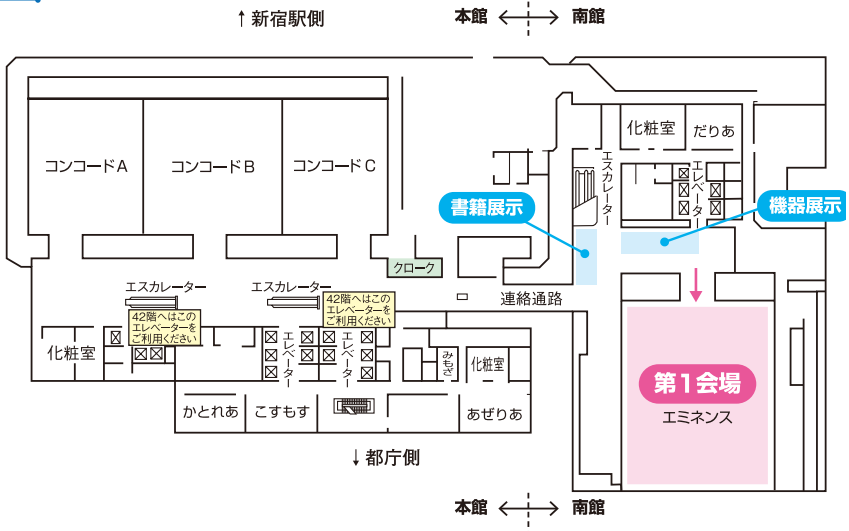 ↑新宿駅側
本館 ⟷ 南館
コンコードA
コンコードB
コンコードC
化粧室
だりあ
エスカレーター
エレベーター
書籍展示
機器展示
クローク
エスカレーター
エスカレーター
連絡通路
42階へはこの
エレベーターを
ご利用ください
42階へはこの
エレベーターを
ご利用ください
化粧室
エレベーター
エレベーター
みもざ
化粧室
第1会場
エミネンス
かとれあ
こすもす
あぜりあ
↓都庁側
本館 ⟷ 南館